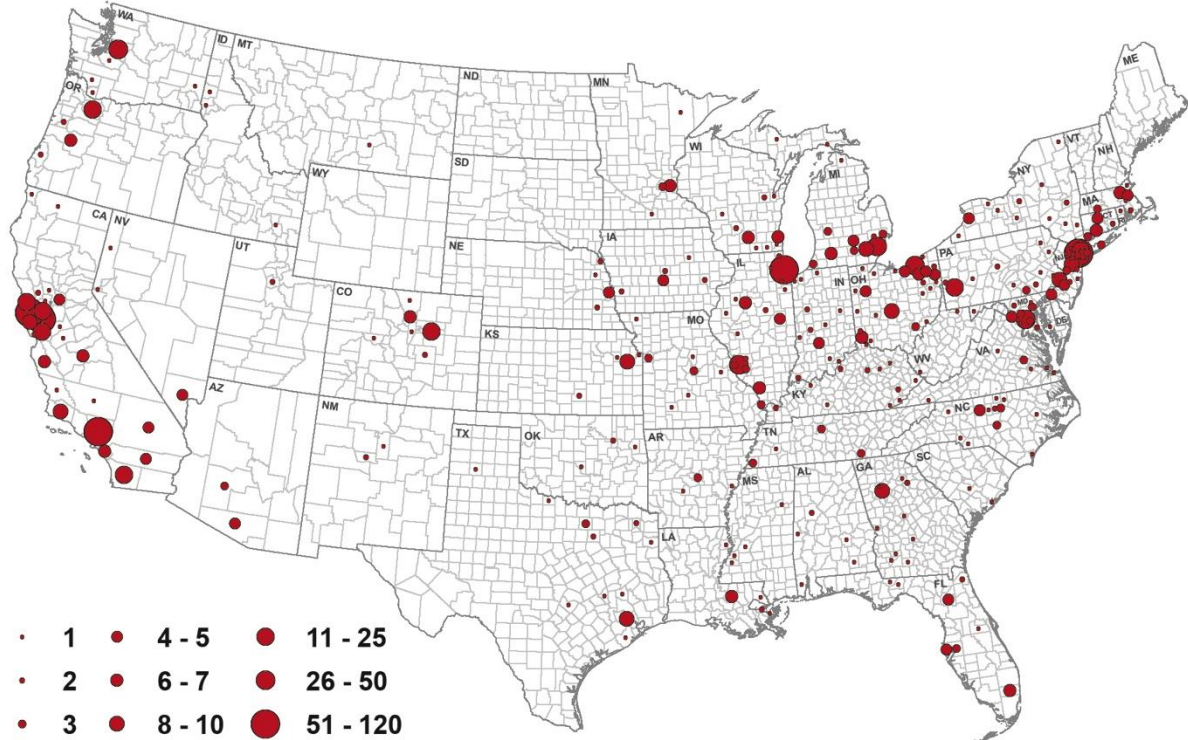 WA
ID MT
ND
MN
ME
OR
WI
VT
NH
SD
MI
NY
WY
MA
CT
RI
CA
NV
IA
PA
NE
UT
IL
IN
OH
NJ
CO
MD
DE
MO
KS
WV
VA
AZ
KY
NM
NC
TX
OK
AR
TN
SC
MS
AL
GA
LA
FL
1 4 - 5 11 - 25
2 6 - 7 26 - 50
3 8 - 10 51 - 120